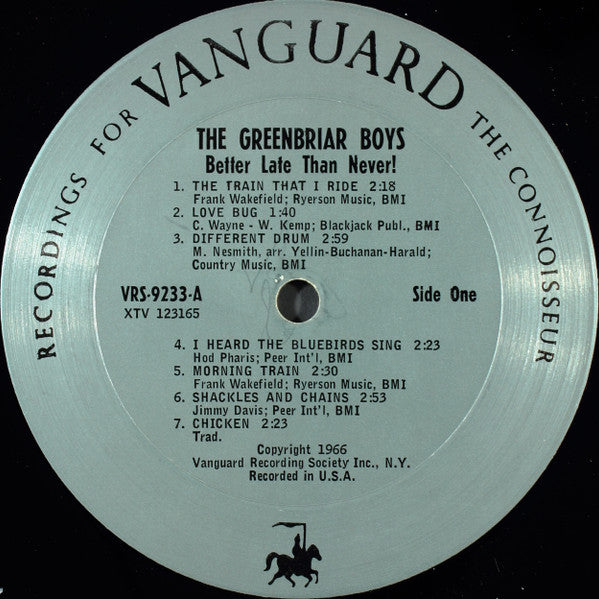 RECORDINGS FOR VANGUARD THE CONNOISSEUR
THE GREENBRIAR BOYS
Better Late Than Never!
1. THE TRAIN THAT I RIDE 2:18
Frank Wakefield; Ryerson Music, BMI
2. LOVE BUG 1:40
C. Wayne - W. Kemp; Blackjack Publ., BMI
3. DIFFERENT DRUM 2:59
M. Nesmith, arr. Yellin-Buchanan-Harald;
Country Music, BMI
VRS-9233-A
Side One
XTV 123165
4. I HEARD THE BLUEBIRDS SING 2:23
Hod Pharis; Peer Int'l, BMI
5. MORNING TRAIN 2:30
Frank Wakefield; Ryerson Music, BMI
6. SHACKLES AND CHAINS 2:53
Jimmy Davis; Peer Int'l, BMI
7. CHICKEN 2:23
Trad.
Copyright 1966
Vanguard Recording Society Inc., N.Y.
Recorded in U.S.A.